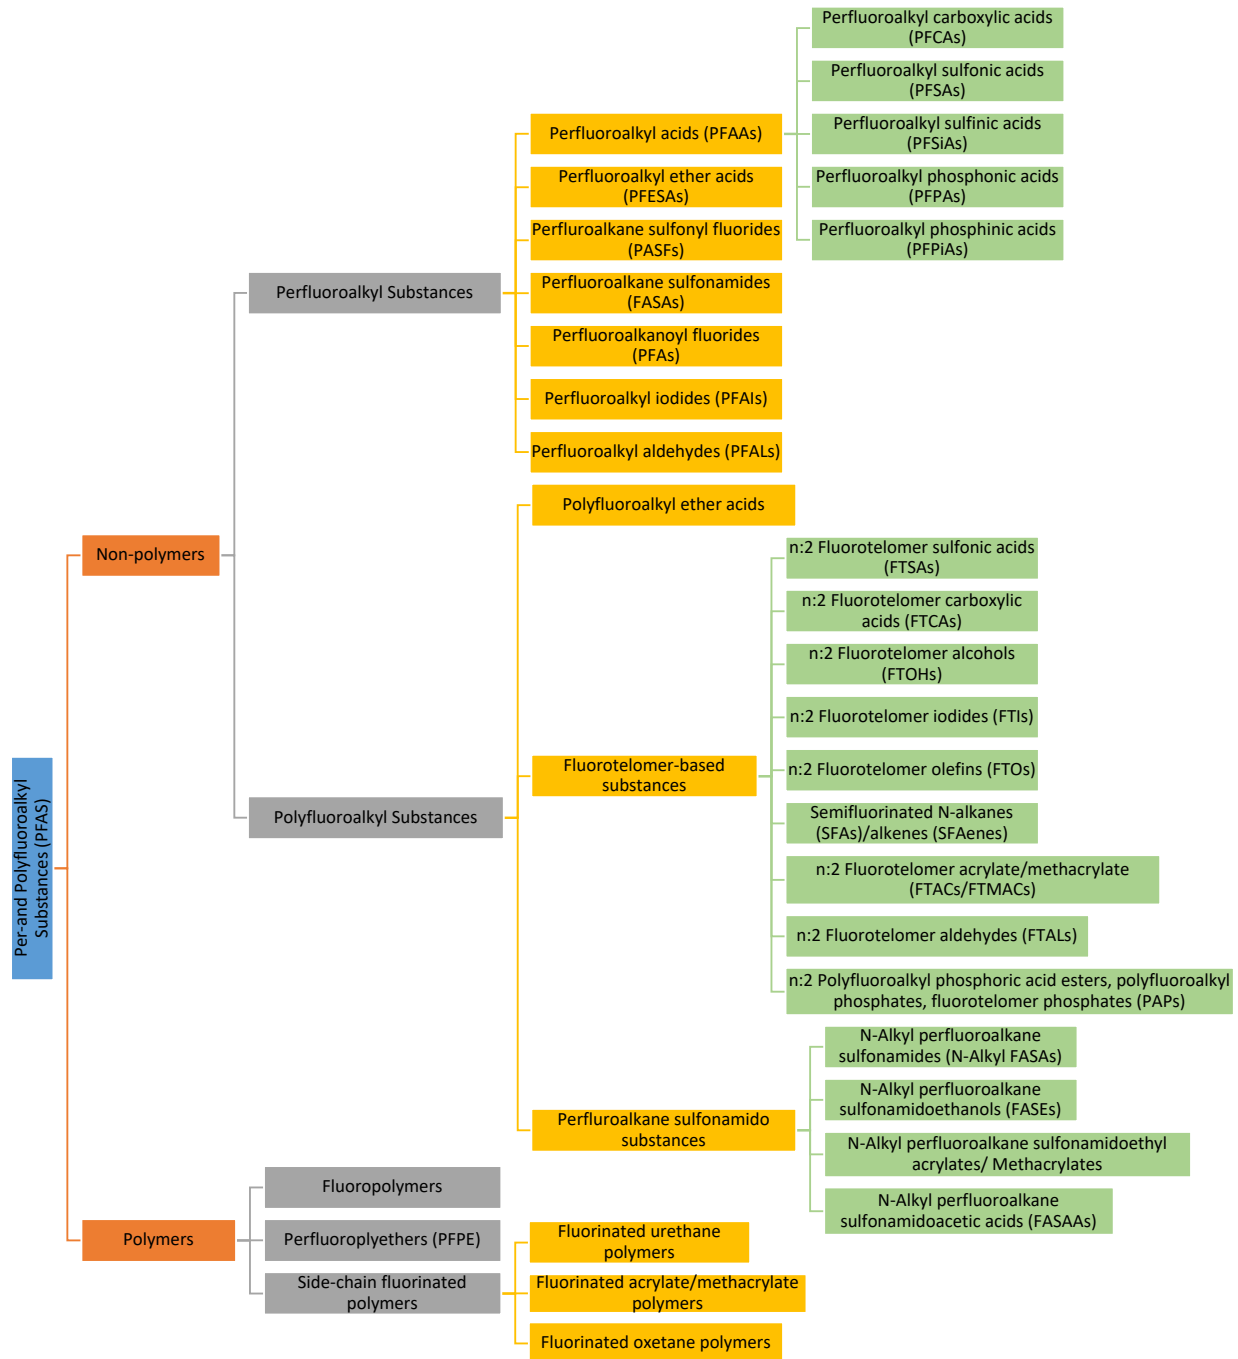 Perfluoroalkyl carboxylic acids
(PFCAs)
Perfluoroalkyl sulfonic acids
(PFSAs)
Perfluoroalkyl acids (PFAAs)
Perfluoroalkyl sulfinic acids
(PFSiAs)
Perfluoroalkyl ether acids
(PFESAs)
Perfluoroalkyl phosphonic acids
(PFPAs)
Perfluroalkane sulfonyl fluorides
(PASFs)
Perfluoroalkyl phosphinic acids
(PFPiAs)
Perfluoroalkyl Substances
Perfluoroalkane sulfonamides
(FASAs)
Perfluoroalkanoyl fluorides
(PFAs)
Perfluoroalkyl iodides (PFAIs)
Perfluoroalkyl aldehydes (PFALs)
Polyfluoroalkyl ether acids
Non-polymers
n:2 Fluorotelomer sulfonic acids
(FTSAs)
n:2 Fluorotelomer carboxylic
acids (FTCAs)
n:2 Fluorotelomer alcohols
(FTOHs)
n:2 Fluorotelomer iodides (FTIs)
Fluorotelomer-based
substances
n:2 Fluorotelomer olefins (FTOs)
Polyfluoroalkyl Substances
Semifluorinated N-alkanes
(SFAs)/alkenes (SFAenes)
Per-and Polyfluoroalkyl
Substances (PFAS)
n:2 Fluorotelomer acrylate/methacrylate
(FTACs/FTMACs)
n:2 Fluorotelomer aldehydes (FTALs)
n:2 Polyfluoroalkyl phosphoric acid esters, polyfluoroalkyl
phosphates, fluorotelomer phosphates (PAPs)
N-Alkyl perfluoroalkane
sulfonamides (N-Alkyl FASAs)
N-Alkyl perfluoroalkane
sulfonamidoethanols (FASEs)
Perfluroalkane sulfonamido
substances
N-Alkyl perfluoroalkane sulfonamidoethyl
acrylates/ Methacrylates
N-Alkyl perfluoroalkane
sulfonamidoacetic acids (FASAAs)
Fluoropolymers
Polymers
Perfluoroplyethers (PFPE)
Fluorinated urethane
polymers
Side-chain fluorinated
polymers
Fluorinated acrylate/methacrylate
polymers
Fluorinated oxetane polymers